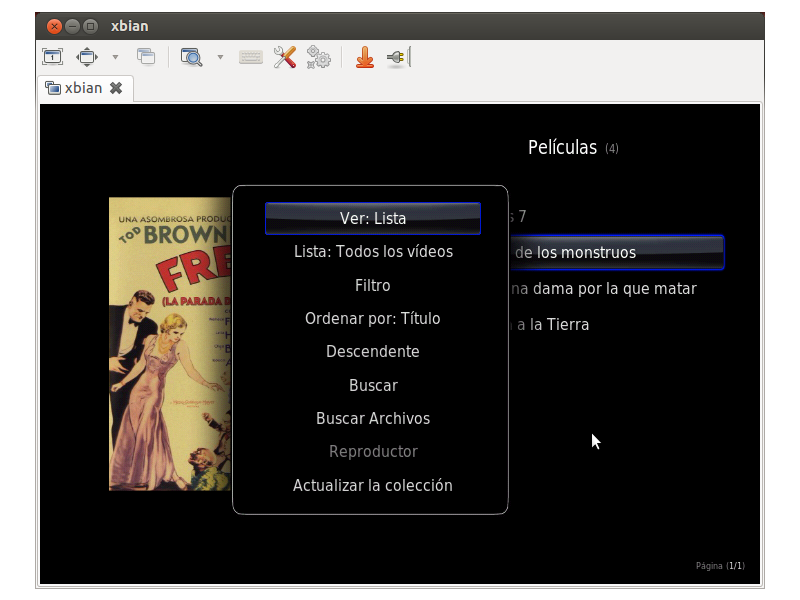 xbian
xbian
Películas (4)
UNA ASOMBROSA PRODUC
TOD
BROWN
FRE
(LA PARADA D
7
de los monstruos
na dama por la que matar
a la Tierra
Ver: Lista
Lista: Todos los vídeos
Filtro
Ordenar por: Título
Descendente
Buscar
Buscar Archivos
Reproductor
Actualizar la colección
Página (1/1)